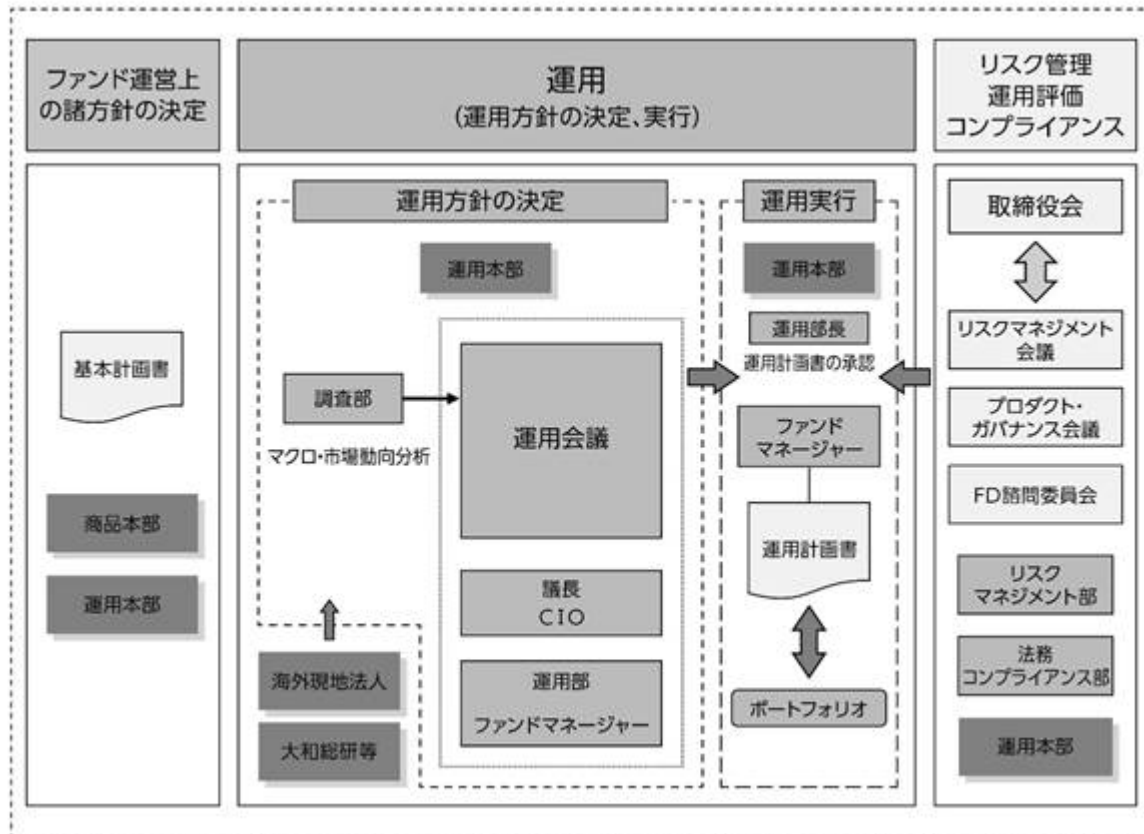 ファンド運営上
の諸方針の決定
基本計画書
商品本部
運用本部
運用
(運用方針の決定、実行)
運用方針の決定
運用本部
調査部
マクロ・市場動向分析
運用会議
議長
CIO
運用部
ファンドマネージャー
海外現地法人
大和総研等
運用実行
運用本部
運用部長
運用計画書の承認
ファンド
マネージャー
運用計画書
ポートフォリオ
リスク管理
運用評価
コンプライアンス
取締役会
リスクマネジメント
会議
プロダクト・
ガバナンス会議
FD諮問委員会
リスク
マネジメント部
法務
コンプライアンス部
運用本部